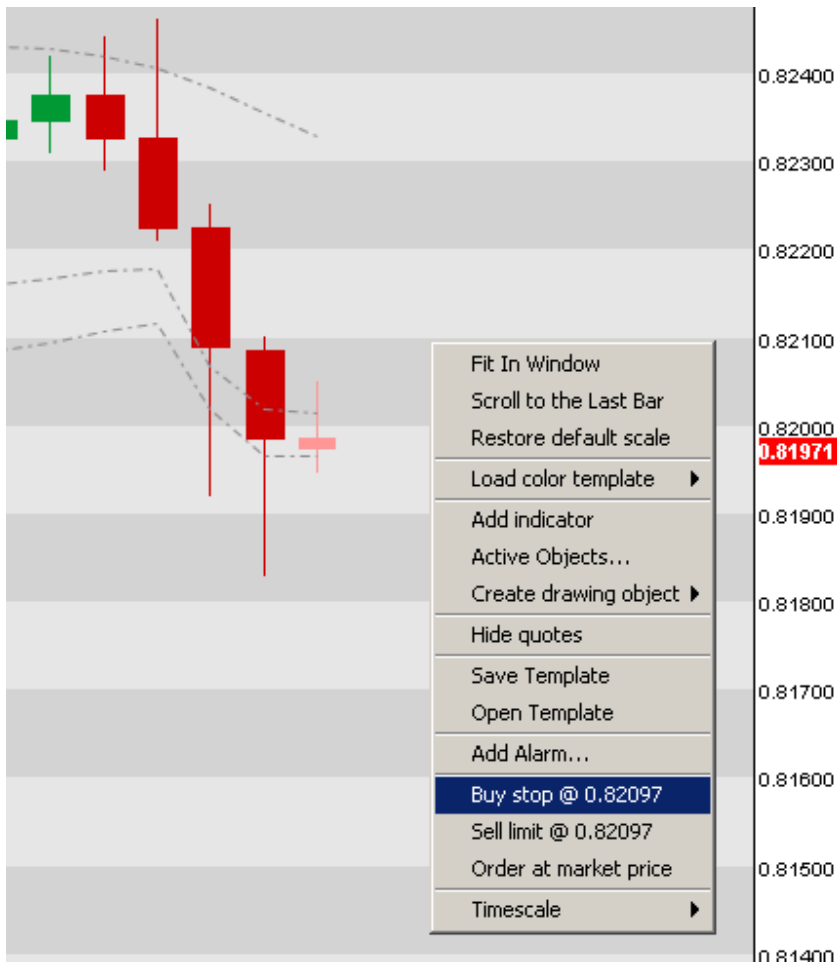 0.82400
0.82300
0.82200
0.82100
0.82000
0.81971
0.81900
0.81800
0.81700
0.81600
0.81500
0.81400
Fit In Window
Scroll to the Last Bar
Restore default scale
Load color template
Add indicator
Active Objects...
Create drawing object
Hide quotes
Save Template
Open Template
Add Alarm...
Buy stop @ 0.82097
Sell limit @ 0.82097
Order at market price
Timescale